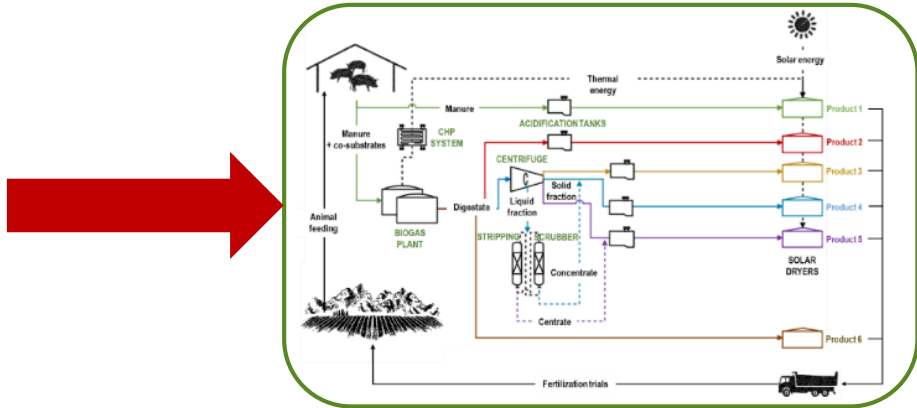 Solar energy
Thermal
energy
Manure
Product 1
ACIDIFICATION TANKS
Manure
+ co-substrates
CHP
SYSTEM
Product 2
CENTRIFUGE
C
Product 3
Solid
fraction
Digestate
Product 4
Liquid
fraction
Animal
feeding
BIOGAS
PLANT
STRIPPING
SCRUBBER
Product 5
SOLAR
DRYERS
Concentrate
Centrate
Product 6
Fertilization trials